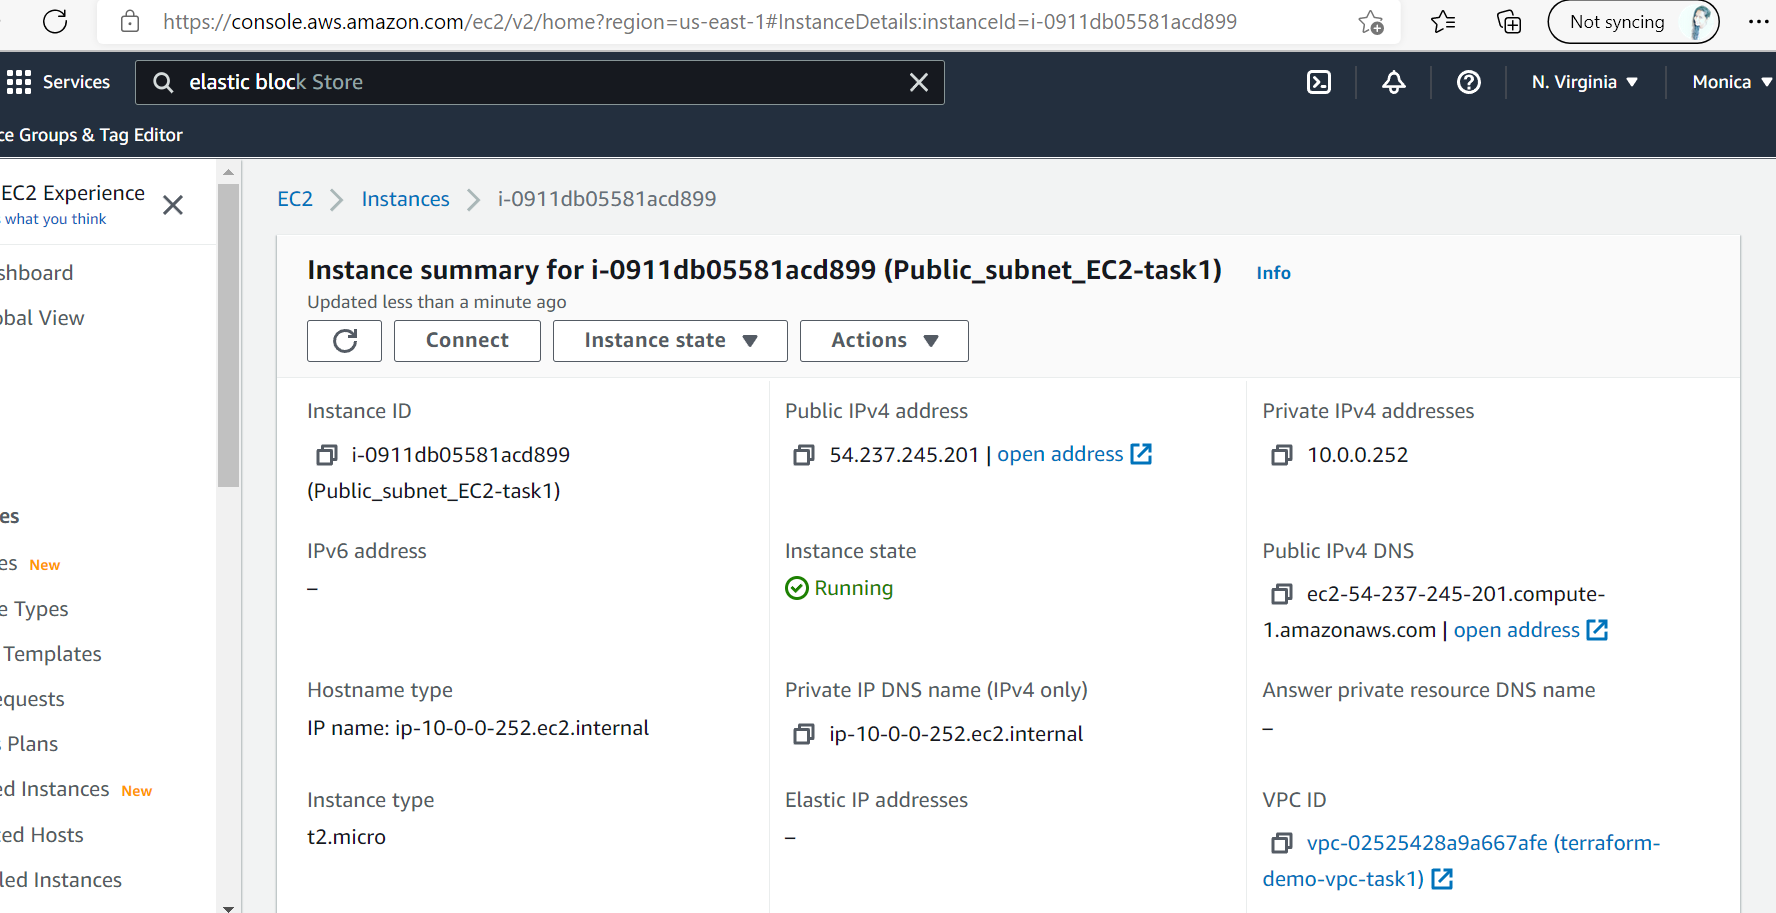 https://console.aws.amazon.com/ec2/v2/home?region=us-east-1#InstanceDetails:instanceId=i-0911db05581acd899
Not syncing
Services
elastic block Store
N. Virginia
Monica
ce Groups & Tag Editor
EC2 Experience
what you think
shboard
obal View
es
es New
e Types
Templates
equests
s Plans
ed Instances New
ted Hosts
led Instances
EC2 > Instances > i-0911db05581acd899
Instance summary for i-0911db05581acd899 (Public_subnet_EC2-task1) Info
Updated less than a minute ago
Connect
Instance state
Actions
Instance ID
i-0911db05581acd899
(Public_subnet_EC2-task1)
Public IPv4 address
54.237.245.201 | open address
Private IPv4 addresses
10.0.0.252
IPv6 address
–
Instance state
Running
Public IPv4 DNS
ec2-54-237-245-201.compute-
1.amazonaws.com | open address
Hostname type
IP name: ip-10-0-0-252.ec2.internal
Private IP DNS name (IPv4 only)
ip-10-0-0-252.ec2.internal
Answer private resource DNS name
–
Instance type
t2.micro
Elastic IP addresses
–
VPC ID
vpc-02525428a9a667afe (terraform-
demo-vpc-task1)